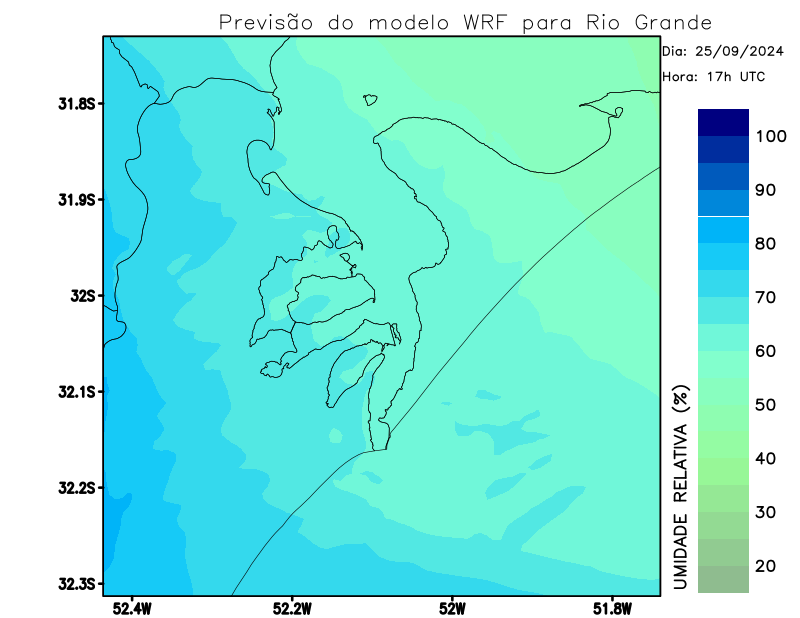 Previsão do modelo WRF para Rio Grande
Dia: 25/09/2024
Hora: 17h UTC
31.8S
31.9S
32S
32.1S
32.2S
32.3S
52.4W
52.2W
52W
51.8W
UMIDADE RELATIVA (%)
100
90
80
70
60
50
40
30
20